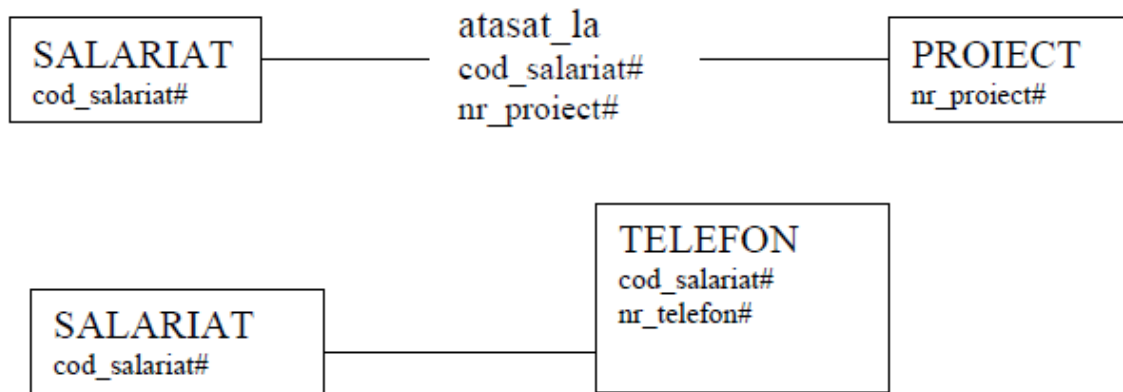 SALARIAT
cod_salariat#
atasat_la
cod_salariat#
nr_proiect#
PROIECT
nr_proiect#
SALARIAT
cod_salariat#
TELEFON
cod_salariat#
nr_telefon#